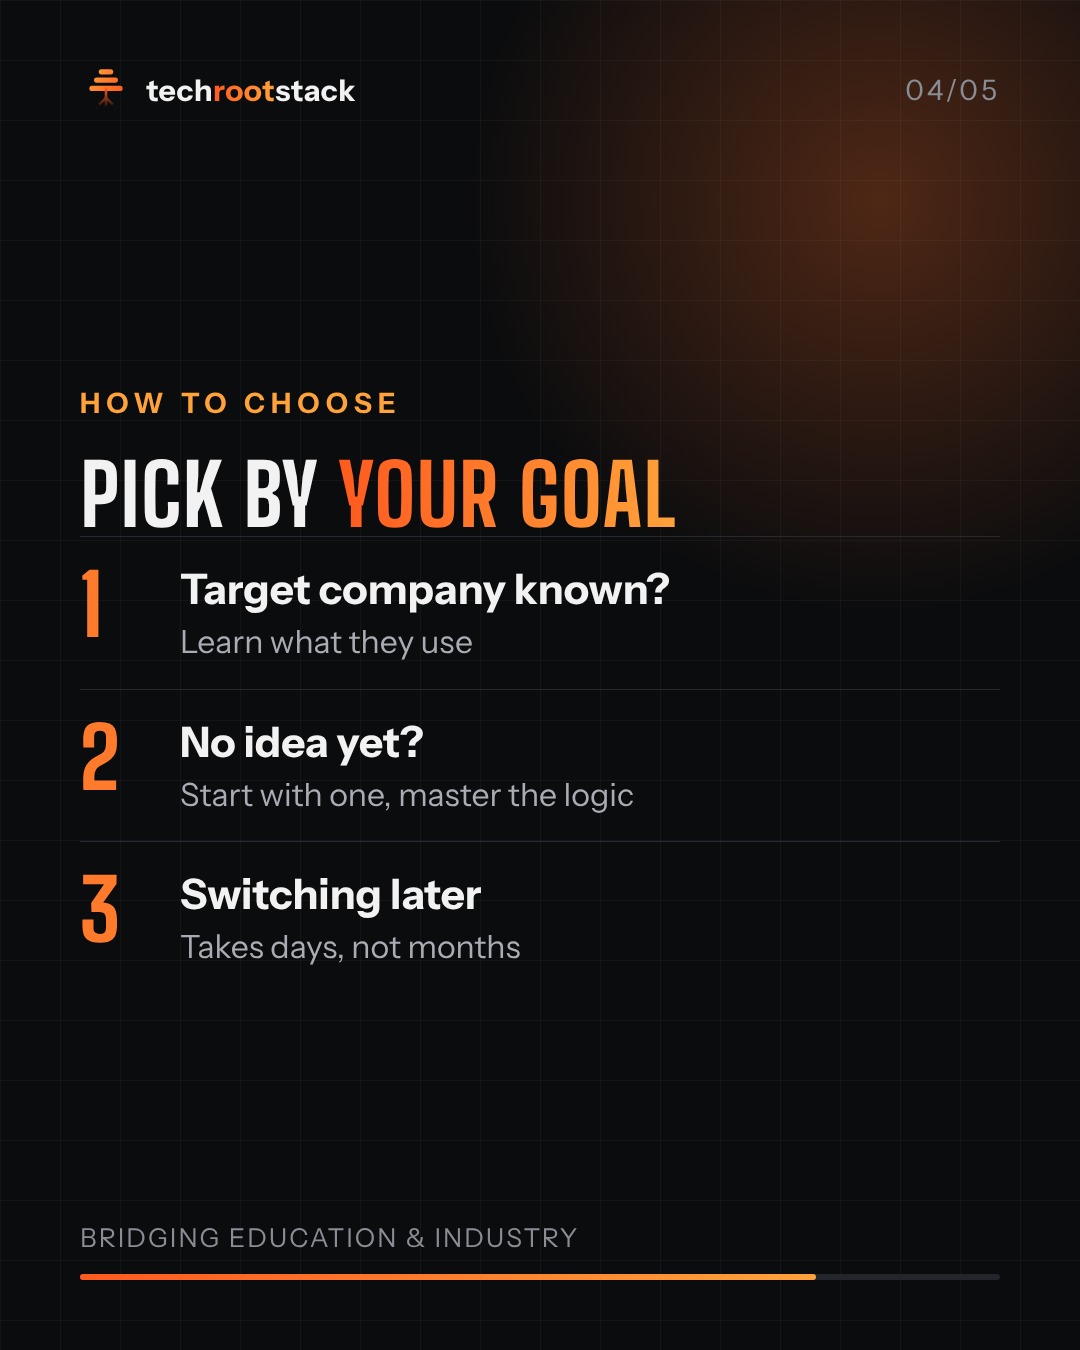 techrootstack
04/05
HOW TO CHOOSE
PICK BY YOUR GOAL
1
Target company known?
Learn what they use
2
No idea yet?
Start with one, master the logic
3
Switching later
Takes days, not months
BRIDGING EDUCATION & INDUSTRY